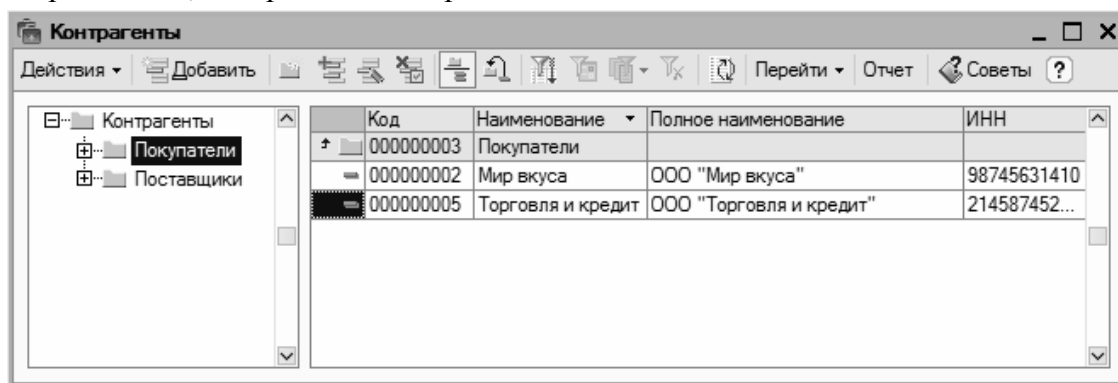 Контрагенты
Действия Добавить Перейти Отчет Советы ?
Контрагенты
Покупатели
Поставщики
Код Наименование Полное наименование ИНН
000000003 Покупатели
000000002 Мир вкуса ООО "Мир вкуса" 98745631410
000000005 Торговля и кредит ООО "Торговля и кредит" 214587452...